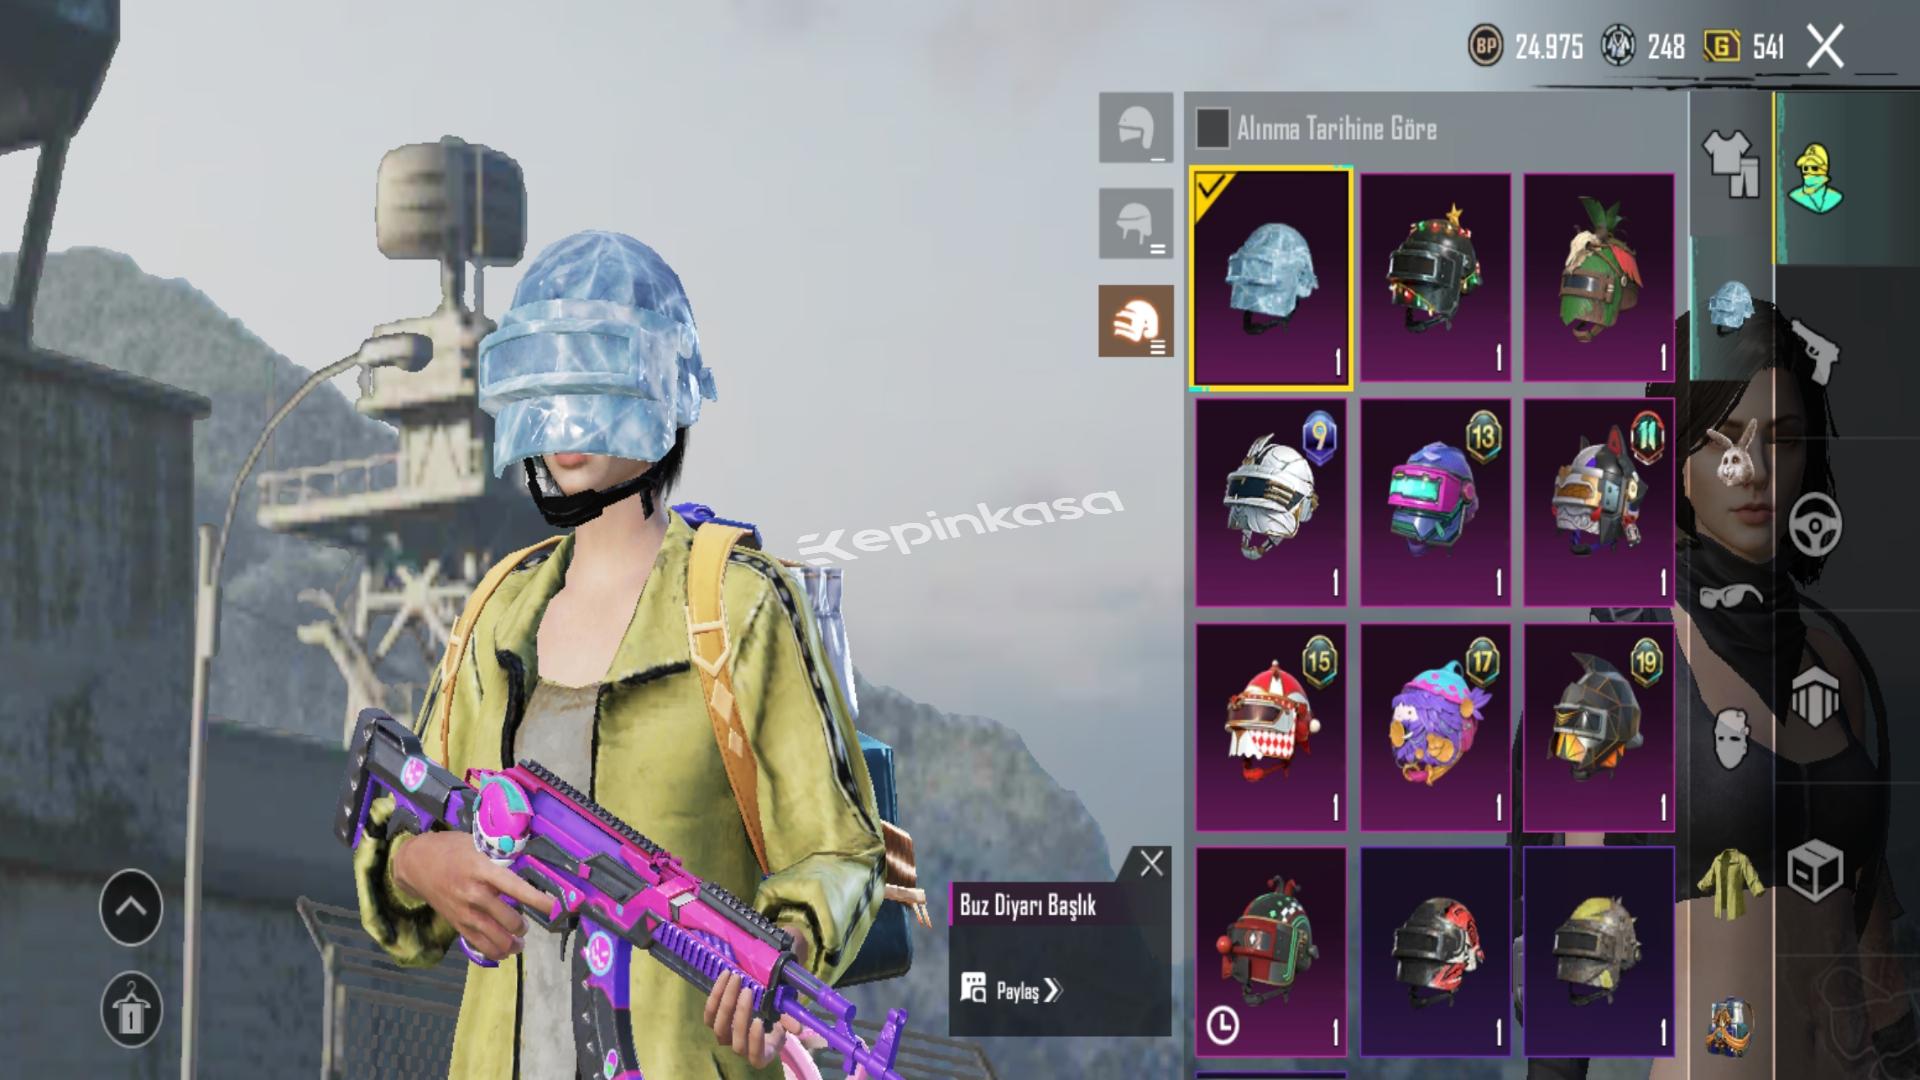 BP 24.975 248 G 541
Alınma Tarihine Göre
1 1 1
9 13 11
1 1 1
15 17 19
1 1 1
1 1 1
epinkasa
Buz Diyarı Başlık
Paylaş